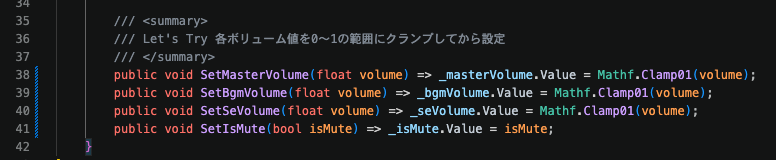 34
35 /// <summary>
36 /// Let's Try 各ボリューム値を0〜1の範囲にクランプしてから設定
37 /// </summary>
38 public void SetMasterVolume(float volume) => _masterVolume.Value = Mathf.Clamp01(volume);
39 public void SetBgmVolume(float volume) => _bgmVolume.Value = Mathf.Clamp01(volume);
40 public void SetSeVolume(float volume) => _seVolume.Value = Mathf.Clamp01(volume);
41 public void SetIsMute(bool isMute) => _isMute.Value = isMute;
42 }